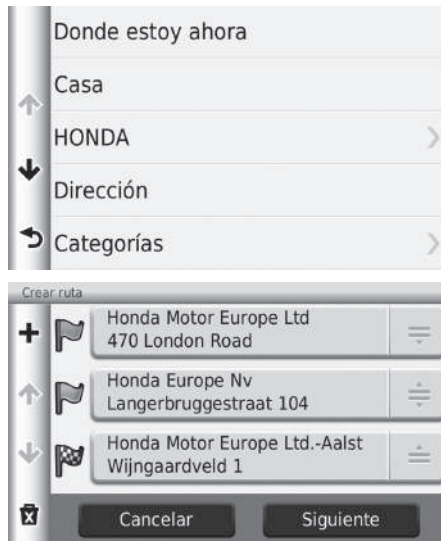 Donde estoy ahora
Casa
HONDA
Dirección
Categorías
Crear ruta
Honda Motor Europe Ltd
470 London Road
Honda Europe Nv
Langerbruggestraat 104
Honda Motor Europe Ltd.-Aalst
Wijngaardveld 1
Cancelar
Siguiente